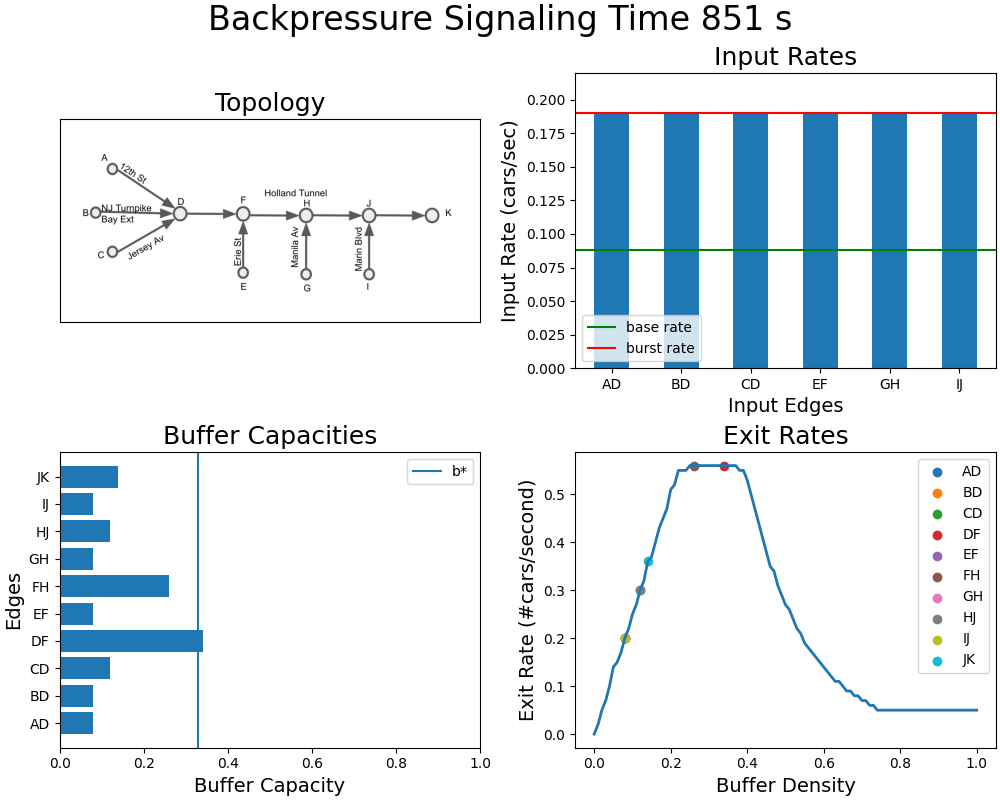 Backpressure Signaling Time 851 s
Topology
A
12th St
B
NJ Turnpike
Bay Ext
C
Jersey Av
D
F
Holland Tunnel
H
J
K
Erie St
Manila Av
Marin Blvd
E
G
I
Input Rates
Input Rate (cars/sec)
0.200
0.175
0.150
0.125
0.100
0.075
0.050
0.025
0.000
base rate
burst rate
AD BD CD EF GH IJ
Input Edges
Buffer Capacities
Edges
JK
IJ
HJ
GH
FH
EF
DF
CD
BD
AD
b*
0.0 0.2 0.4 0.6 0.8 1.0
Buffer Capacity
Exit Rates
Exit Rate (#cars/second)
0.5
0.4
0.3
0.2
0.1
0.0
AD
BD
CD
DF
EF
FH
GH
HJ
IJ
JK
0.0 0.2 0.4 0.6 0.8 1.0
Buffer Density